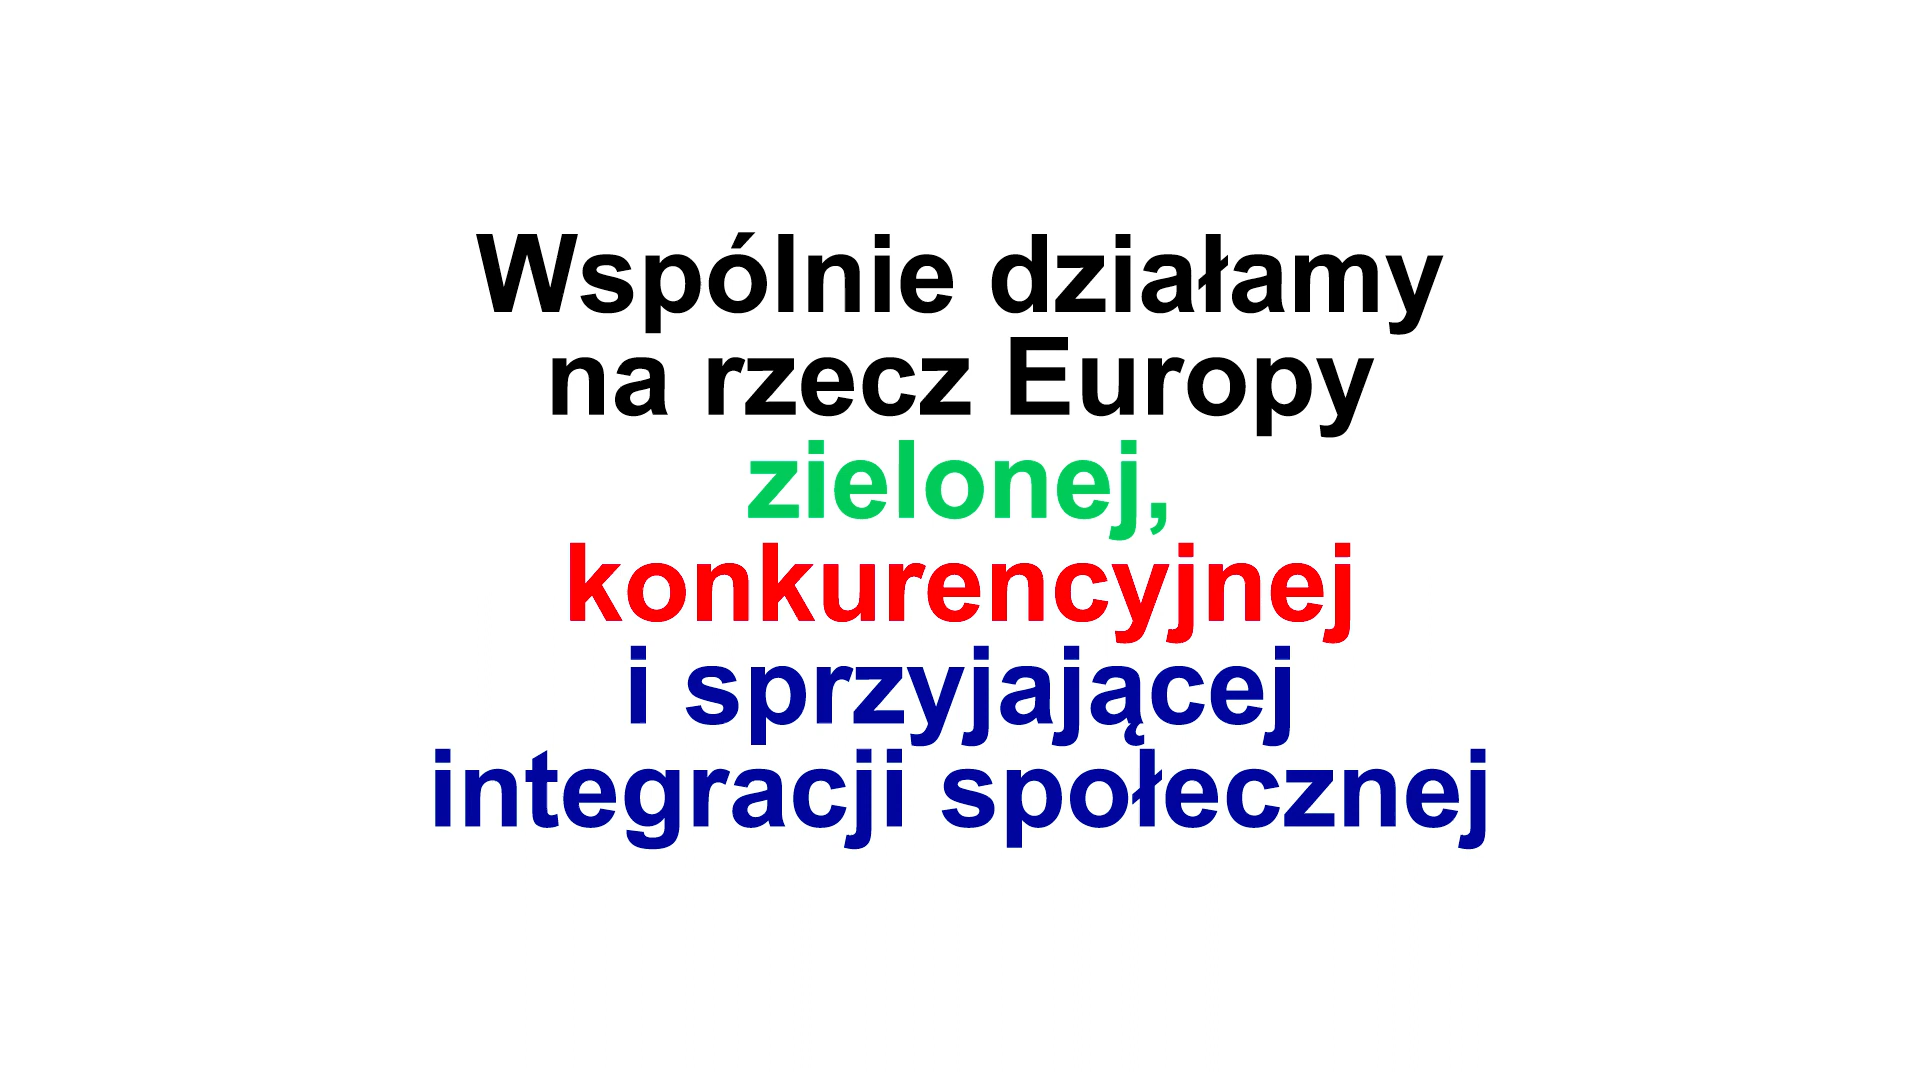 Wspólnie działamy
na rzecz Europy
zielonej,
konkurencyjnej
i sprzyjającej
integracji społecznej